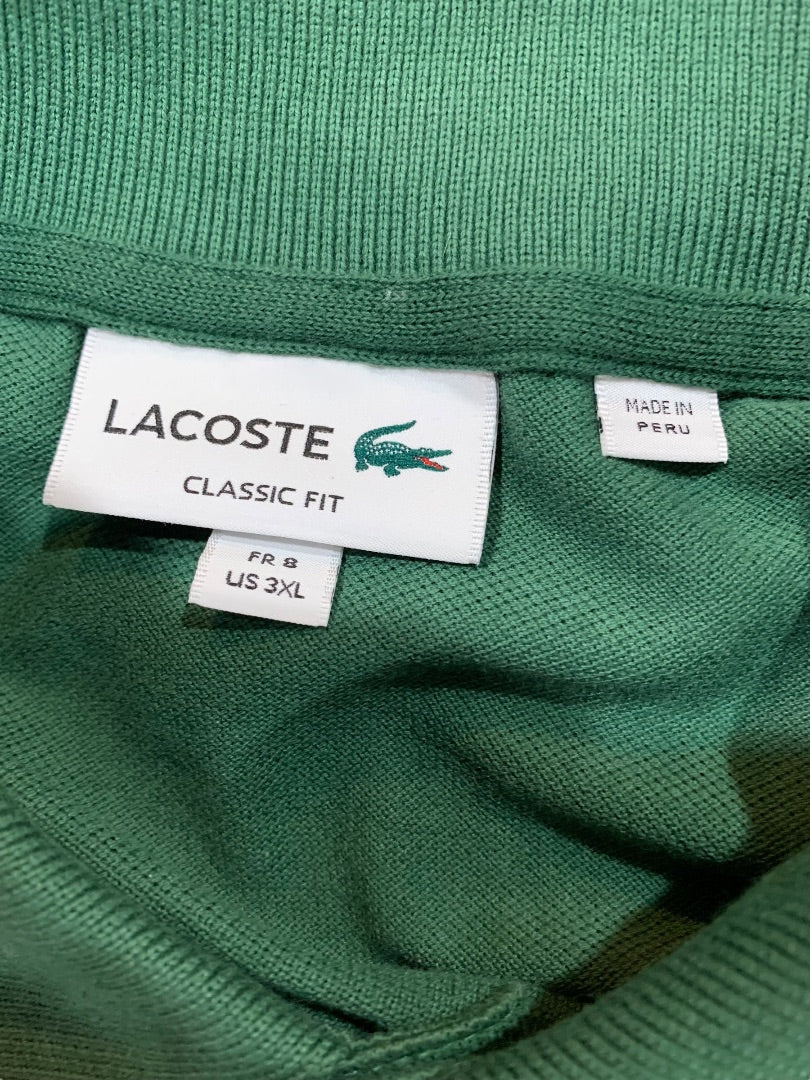 LACOSTE
CLASSIC FIT
FR 8
US 3XL
MADE IN
PERU